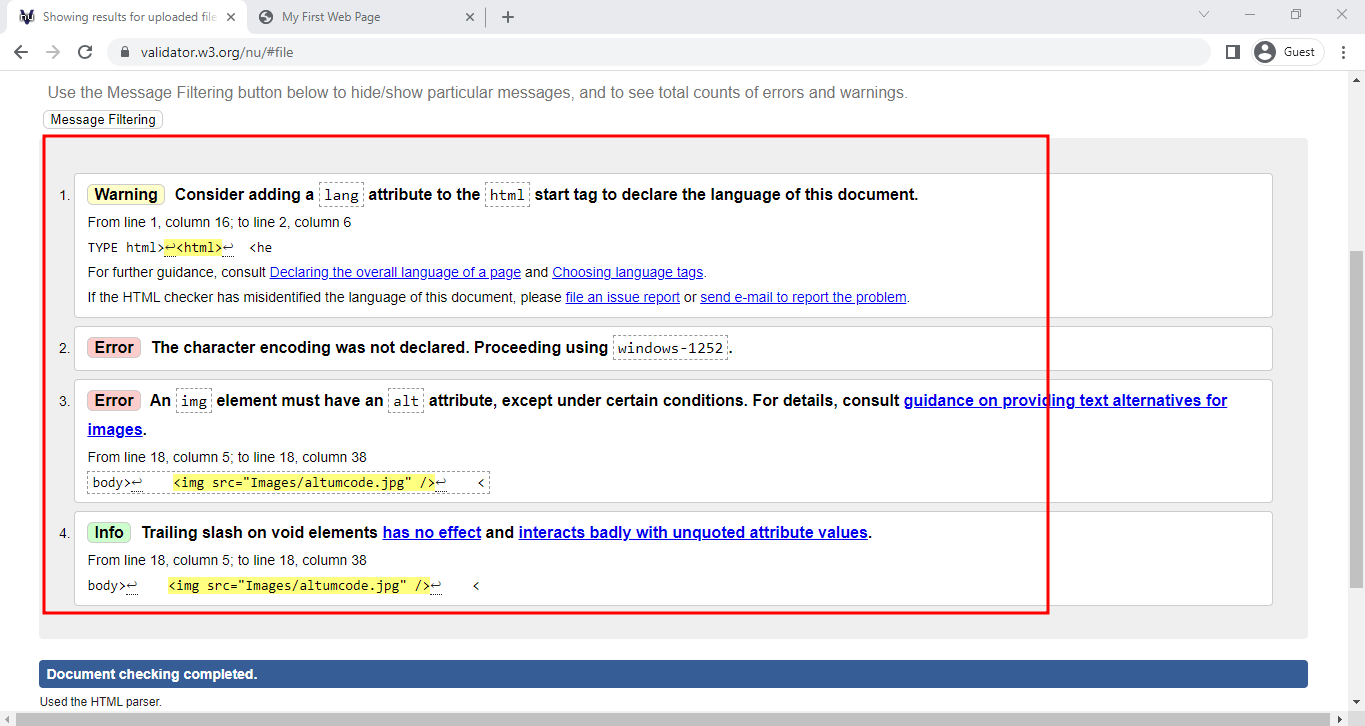 Showing results for uploaded file
My First Web Page
validator.w3.org/nu/#file
Guest
Use the Message Filtering button below to hide/show particular messages, and to see total counts of errors and warnings.
Message Filtering
1. Warning Consider adding a lang attribute to the html start tag to declare the language of this document.
From line 1, column 16; to line 2, column 6
TYPE html>↩<html>↩ <he
For further guidance, consult Declaring the overall language of a page and Choosing language tags.
If the HTML checker has misidentified the language of this document, please file an issue report or send e-mail to report the problem.
2. Error The character encoding was not declared. Proceeding using windows-1252.
3. Error An img element must have an alt attribute, except under certain conditions. For details, consult guidance on providing text alternatives for
images.
From line 18, column 5; to line 18, column 38
body>↩ <img src="Images/altumcode.jpg" />↩ <
4. Info Trailing slash on void elements has no effect and interacts badly with unquoted attribute values.
From line 18, column 5; to line 18, column 38
body>↩ <img src="Images/altumcode.jpg" />↩ <
Document checking completed.
Used the HTML parser.